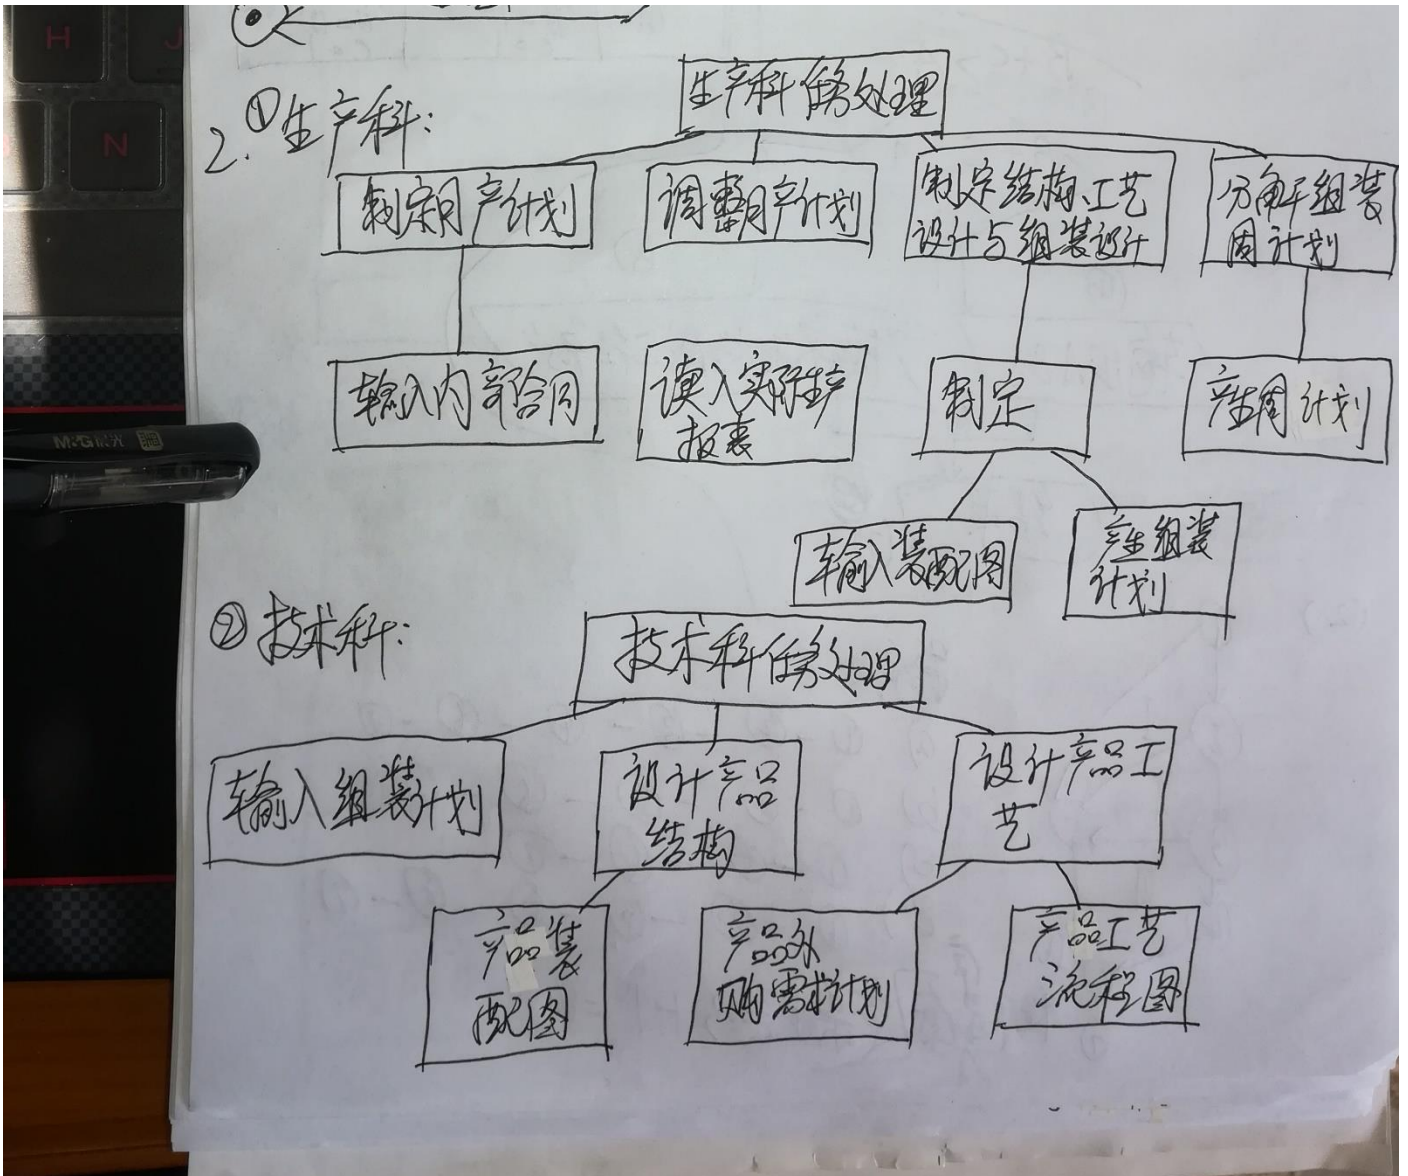 H
J
N
M&G 晨光
2. ①生产科:
生产科任务处理
制定月产计划
调整月产计划
制定结构、工艺
设计与组装设计
分解组装
周计划
输入内部合同
读入实际生产
报表
制定
产生周计划
输入装配图
产生组装
计划
②技术科:
技术科任务处理
输入组装计划
设计产品
结构
设计产品工
艺
产品装
配图
产品外
购需求计划
产品工艺
流程图